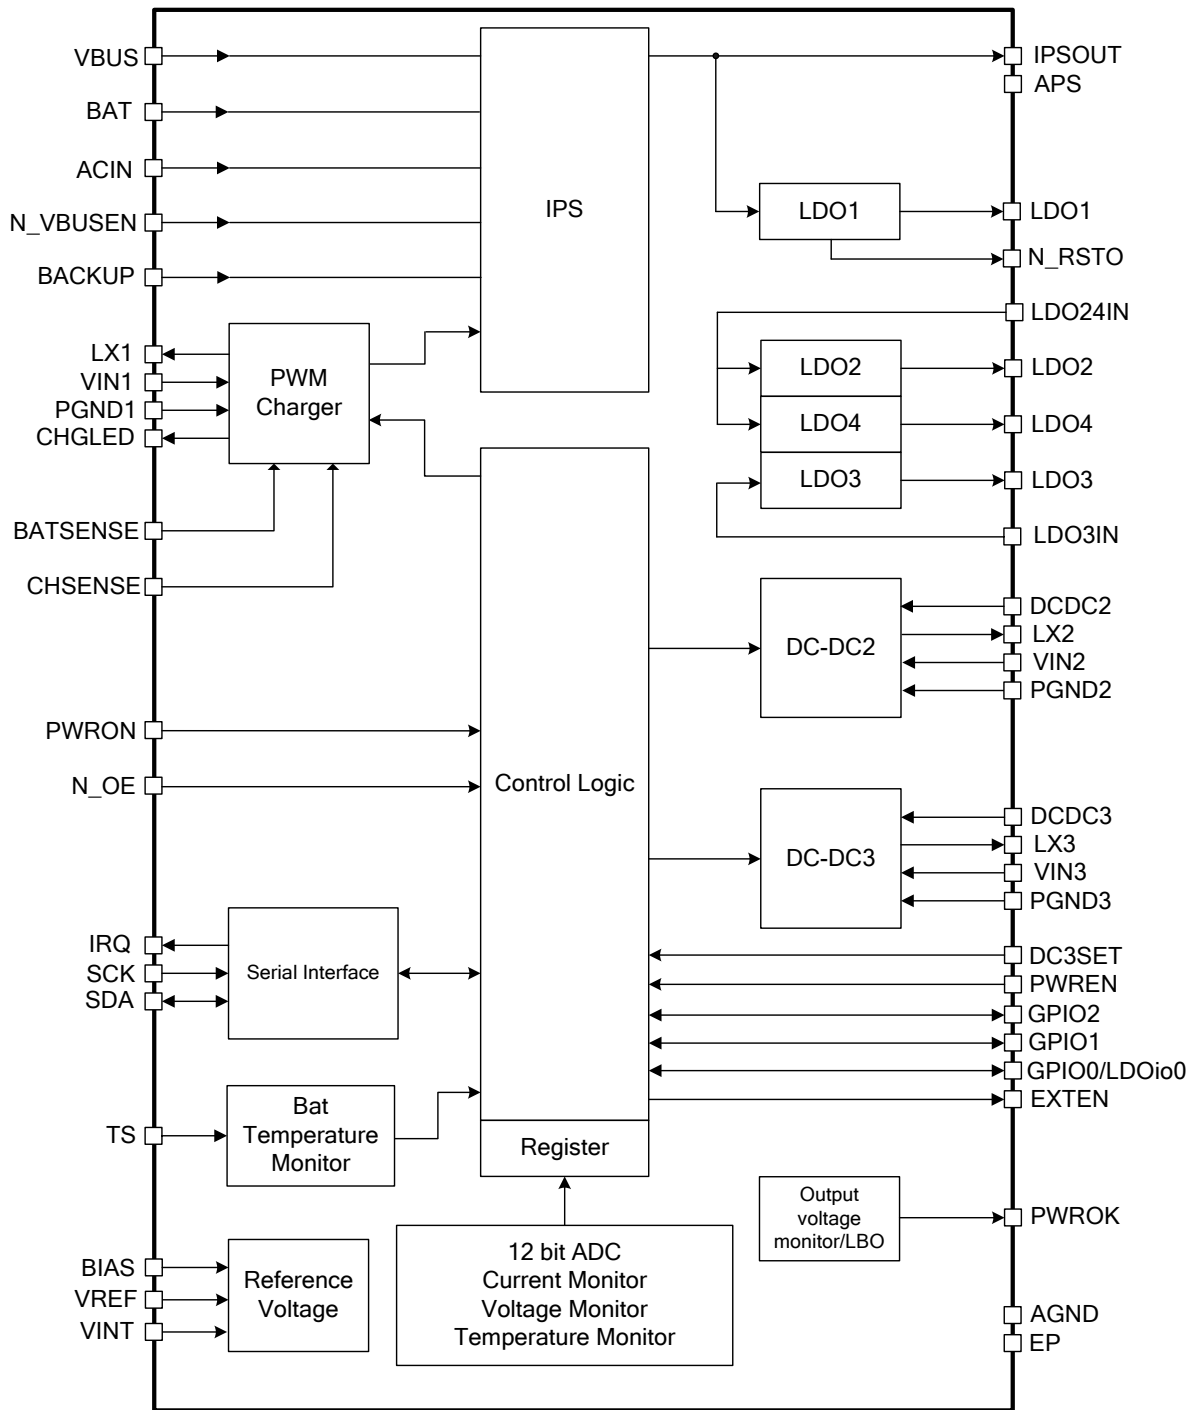 VBUS
BAT
ACIN
N_VBUSEN
BACKUP
LX1
VIN1
PGND1
CHGLED
BATSENSE
CHSENSE
PWRON
N_OE
IRQ
SCK
SDA
TS
BIAS
VREF
VINT
IPS
PWM
Charger
Control Logic
Serial Interface
Bat
Temperature
Monitor
Register
Reference
Voltage
12 bit ADC
Current Monitor
Voltage Monitor
Temperature Monitor
LDO1
LDO2
LDO4
LDO3
DC-DC2
DC-DC3
Output
voltage
monitor/LBO
IPSOUT
APS
LDO1
N_RSTO
LDO24IN
LDO2
LDO4
LDO3
LDO3IN
DCDC2
LX2
VIN2
PGND2
DCDC3
LX3
VIN3
PGND3
DC3SET
PWREN
GPIO2
GPIO1
GPIO0/LDOio0
EXTEN
PWROK
AGND
EP